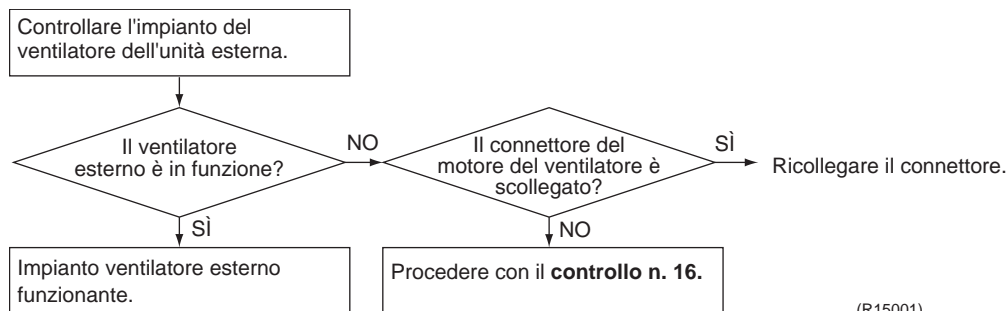 Controllare l'impianto del
ventilatore dell'unità esterna.
Il ventilatore
esterno è in funzione?
NO
Il connettore del
motore del ventilatore è
scollegato?
SÌ
Ricollegare il connettore.
SÌ
NO
Impianto ventilatore esterno
funzionante.
Procedere con il controllo n. 16.
(R15001)